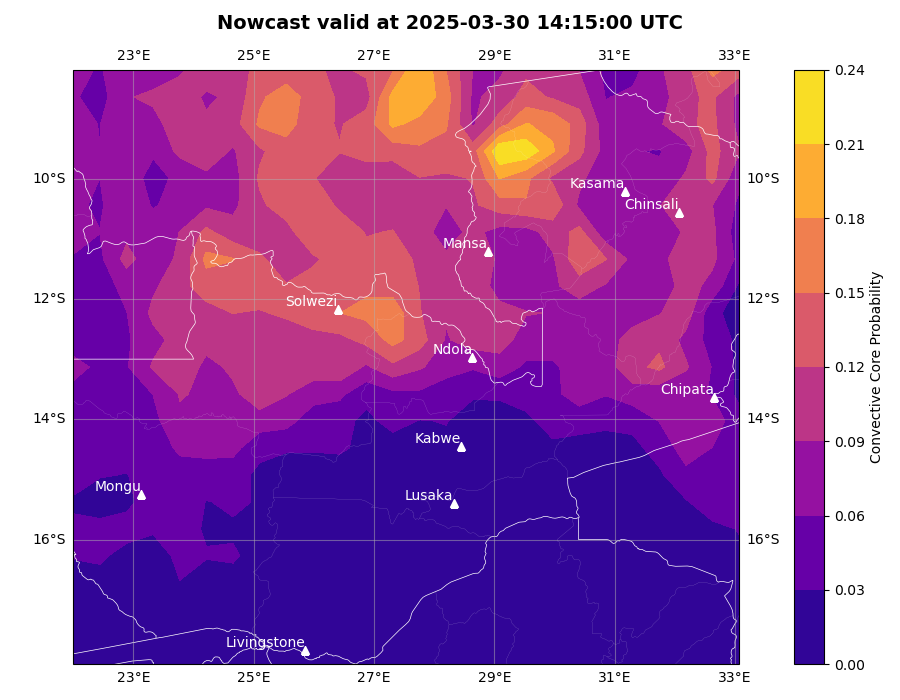 Nowcast valid at 2025-03-30 14:15:00 UTC
23°E 25°E 27°E 29°E 31°E 33°E
0.24
0.21
10°S Kasama 10°S
Chinsali
0.18
Mansa
0.15
12°S Solwezi 12°S
0.12
Ndola
Chipata
14°S 14°S
0.09
Kabwe
Mongu
Lusaka
0.06
16°S 16°S
0.03
Livingstone
0.00
23°E 25°E 27°E 29°E 31°E 33°E
Convective Core Probability